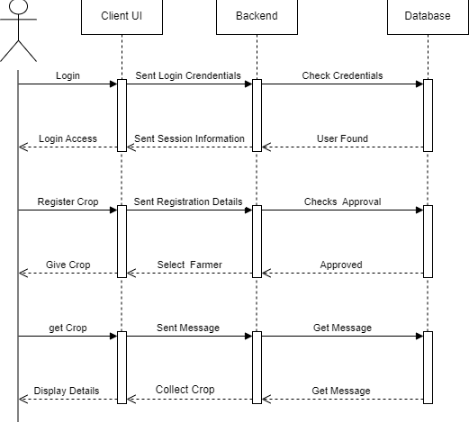 Client UI
Backend
Database
Login
Sent Login Crendentials
Check Credentials
Login Access
Sent Session Information
User Found
Register Crop
Sent Registration Details
Checks Approval
Give Crop
Select Farmer
Approved
get Crop
Sent Message
Get Message
Display Details
Collect Crop
Get Message